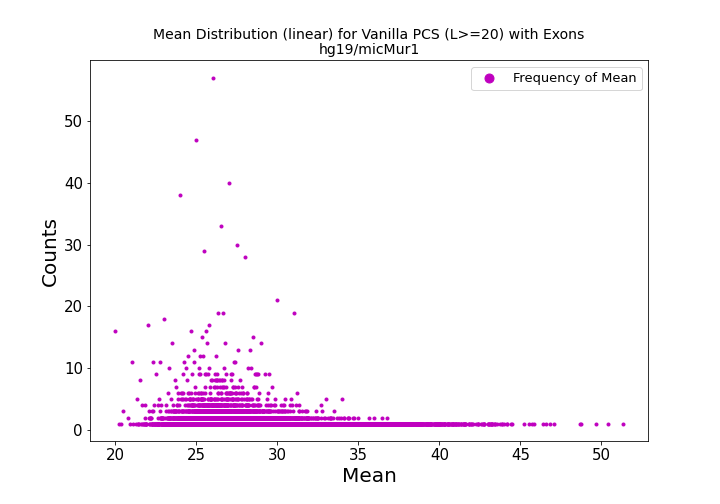 Mean Distribution (linear) for Vanilla PCS (L>=20) with Exons
hg19/micMur1
Frequency of Mean
50
40
30
20
10
0
Counts
20 25 30 35 40 45 50
Mean